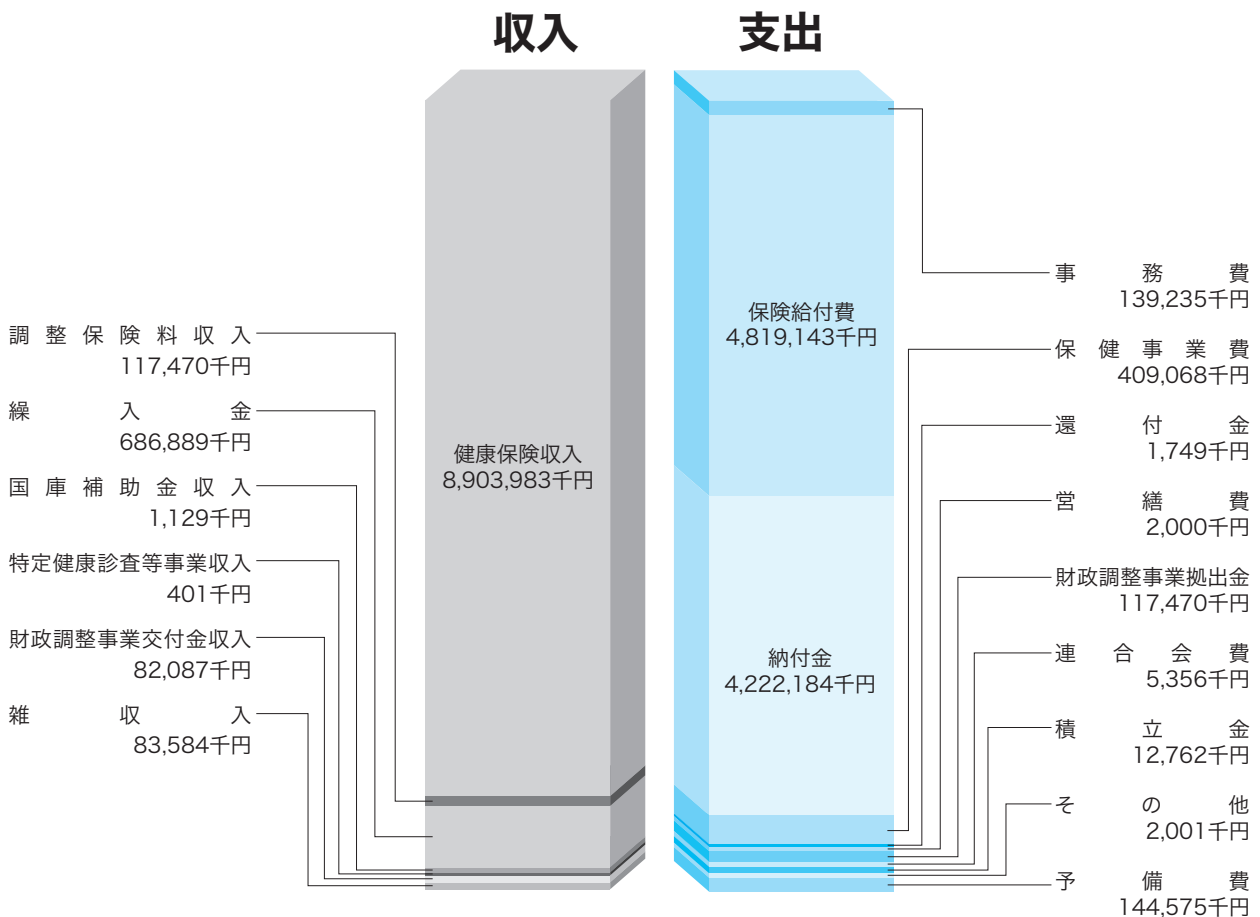 収入
調整保険料収入
117,470千円
繰入金
686,889千円
国庫補助金収入
1,129千円
特定健康診査等事業収入
401千円
財政調整事業交付金収入
82,087千円
雑収入
83,584千円
健康保険収入
8,903,983千円
支出
保険給付費
4,819,143千円
納付金
4,222,184千円
事務費
139,235千円
保健事業費
409,068千円
還付金
1,749千円
営繕費
2,000千円
財政調整事業拠出金
117,470千円
連合会費
5,356千円
積立金
12,762千円
その他
2,001千円
予備費
144,575千円